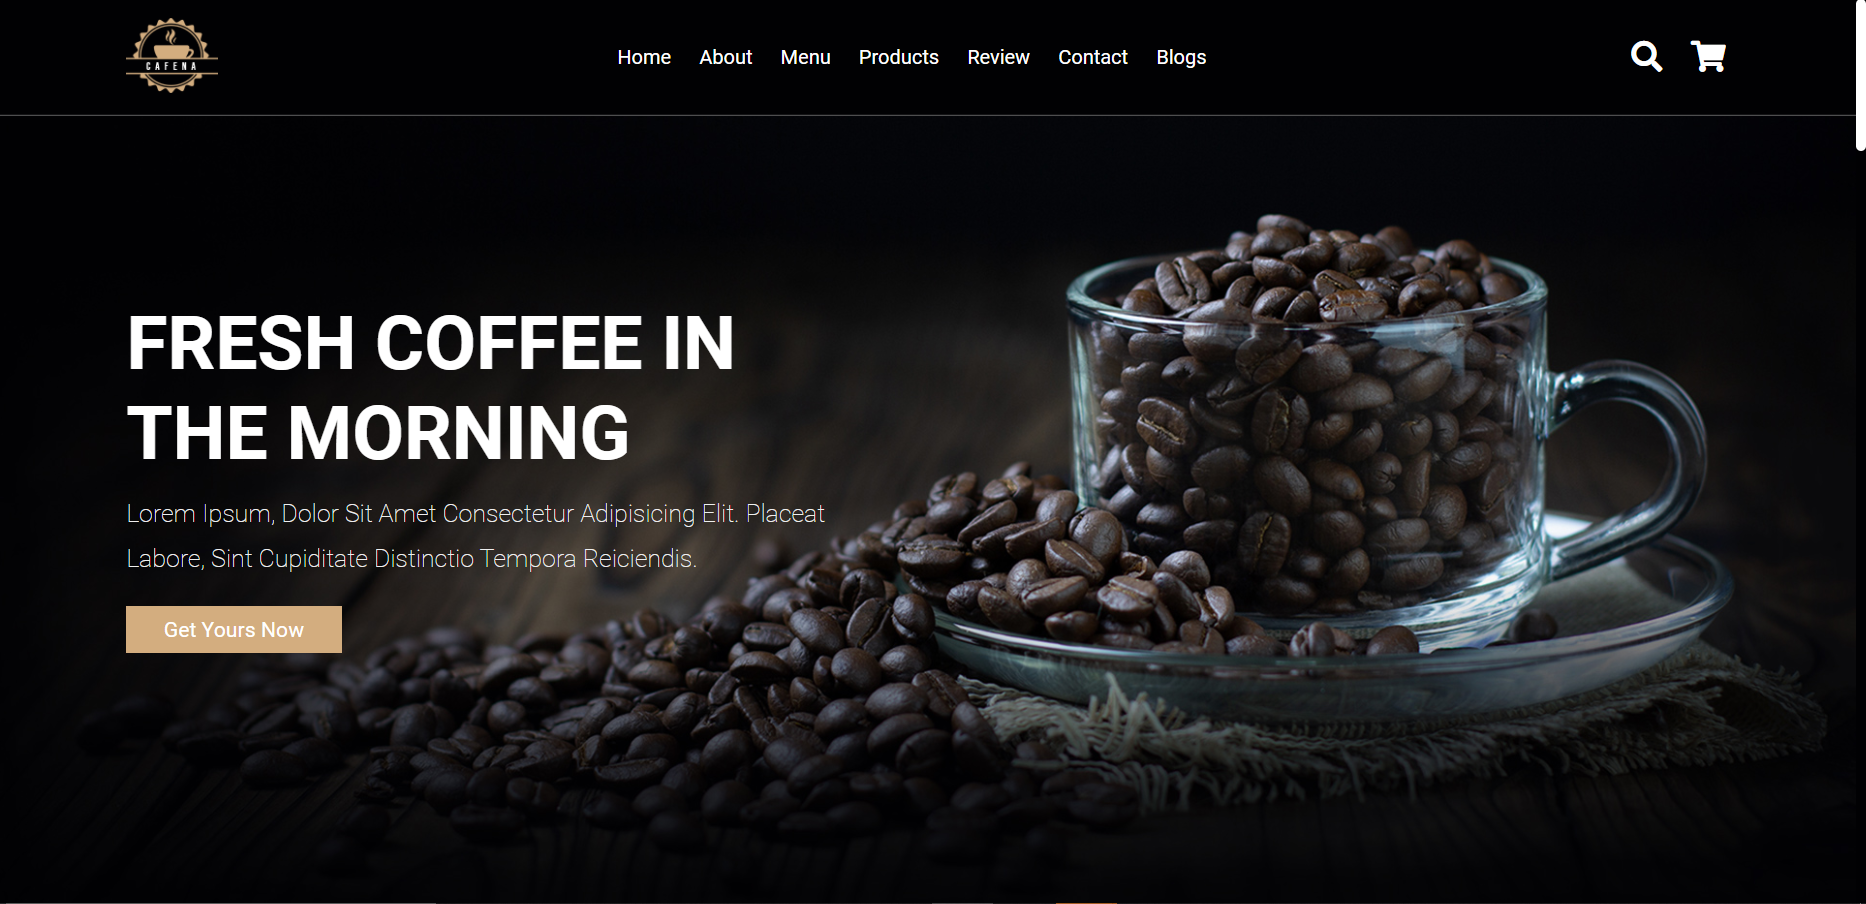 CAFENA
Home About Menu Products Review Contact Blogs
FRESH COFFEE IN
THE MORNING
Lorem Ipsum, Dolor Sit Amet Consectetur Adipisicing Elit. Placeat
Labore, Sint Cupiditate Distinctio Tempora Reiciendis.
Get Yours Now